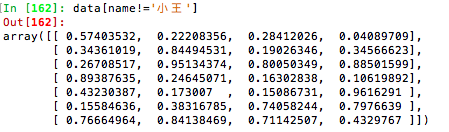 In [162]: data[name!='小王']
Out[162]:
array([[ 0.57403532,  0.22208356,  0.28412026,  0.04089709],
       [ 0.34361019,  0.84494531,  0.19026346,  0.34566623],
       [ 0.26708517,  0.95134374,  0.80050349,  0.88501599],
       [ 0.89387635,  0.24645071,  0.16302838,  0.10619892],
       [ 0.43230387,  0.173007  ,  0.15086731,  0.9616291 ],
       [ 0.15584636,  0.38316785,  0.74058244,  0.7976639 ],
       [ 0.76664964,  0.84138469,  0.71142507,  0.4329767 ]])